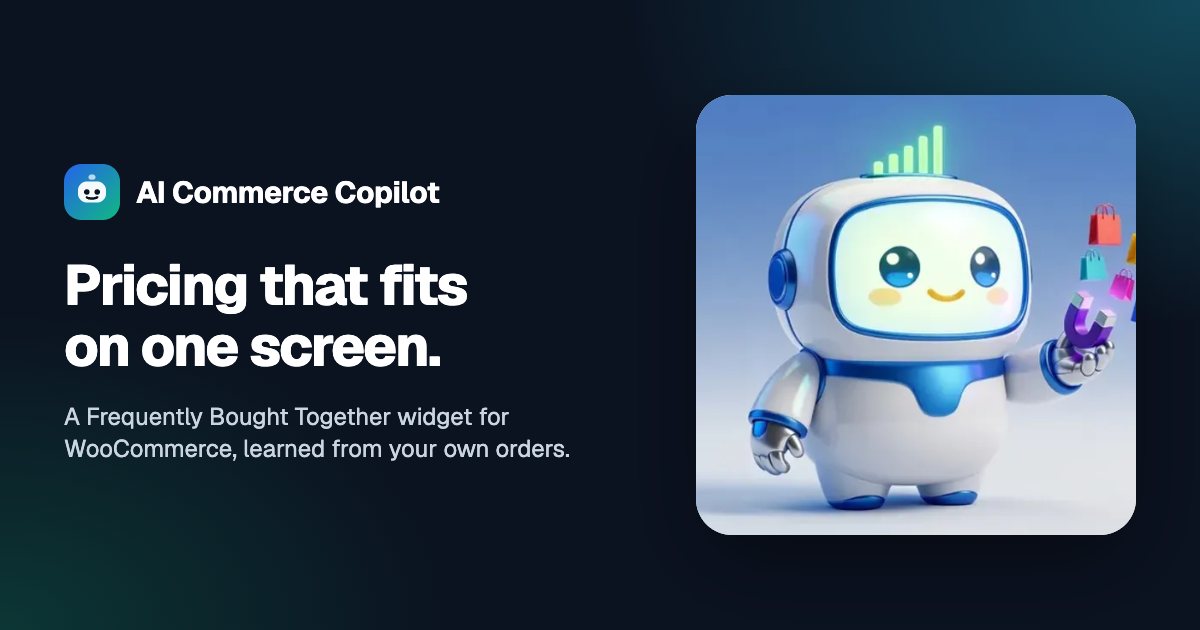 AI Commerce Copilot
Pricing that fits
on one screen.
A Frequently Bought Together widget for
WooCommerce, learned from your own orders.